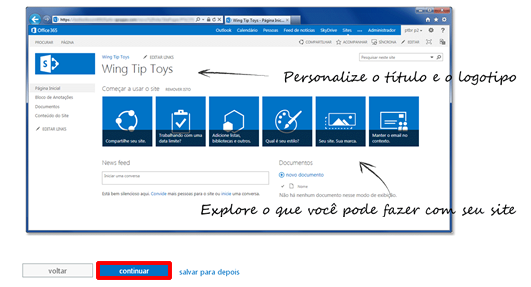 Wing Tip Toys - Página Inic...
Office 365
Outlook Calendário Pessoas Feed de notícias SkyDrive Sites ... Administrador
PROCURAR PÁGINA
COMPARTILHAR ACOMPANHAR SINCRONIZAR EDITAR
Wing Tip Toys EDITAR LINKS
Wing Tip Toys
Pesquisar neste site
Personalize o título e o logotipo
Página Inicial
Bloco de Anotações
Documentos
Conteúdo do Site
EDITAR LINKS
Começar a usar o site REMOVER ISTO
Compartilhe seu site.
Trabalhando com uma data limite?
Adicione listas, bibliotecas e outros.
Qual é seu estilo?
Seu site. Sua marca.
Manter o email no contexto.
News feed
Iniciar uma conversa
Está bem silencioso aqui. Convide mais pessoas para o site ou inicie uma conversa.
Documentos
novo documento
Nome
Não há nenhum documento nesse modo de exibição.
Explore o que você pode fazer com seu site
voltar
continuar
salvar para depois